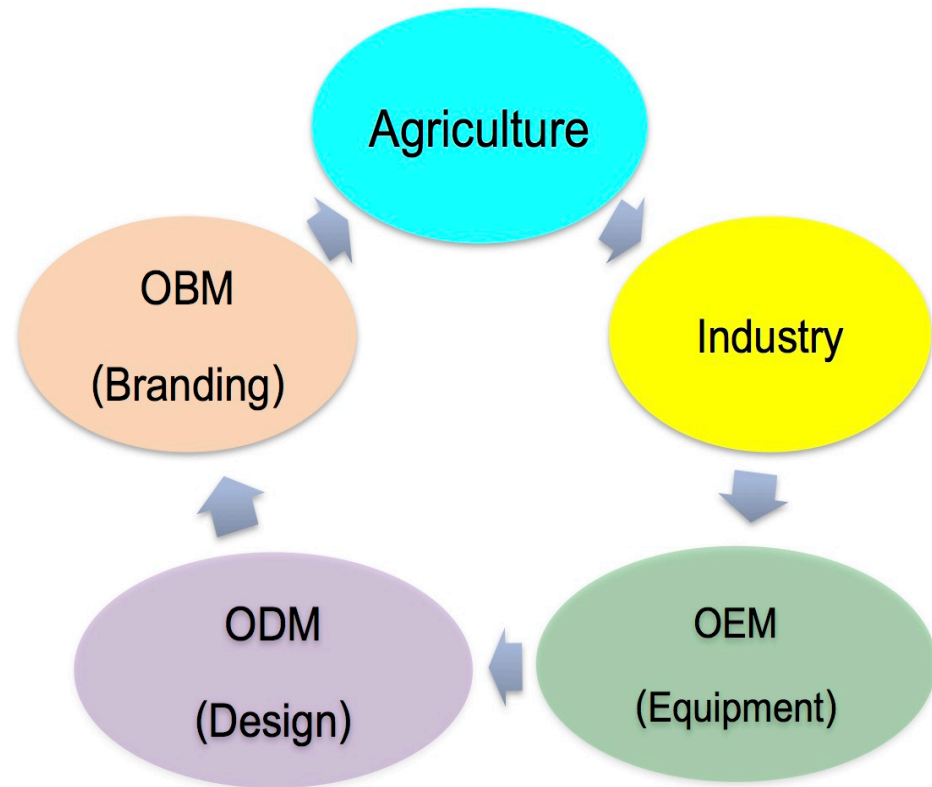 Agriculture
Industry
OEM
(Equipment)
ODM
(Design)
OBM
(Branding)